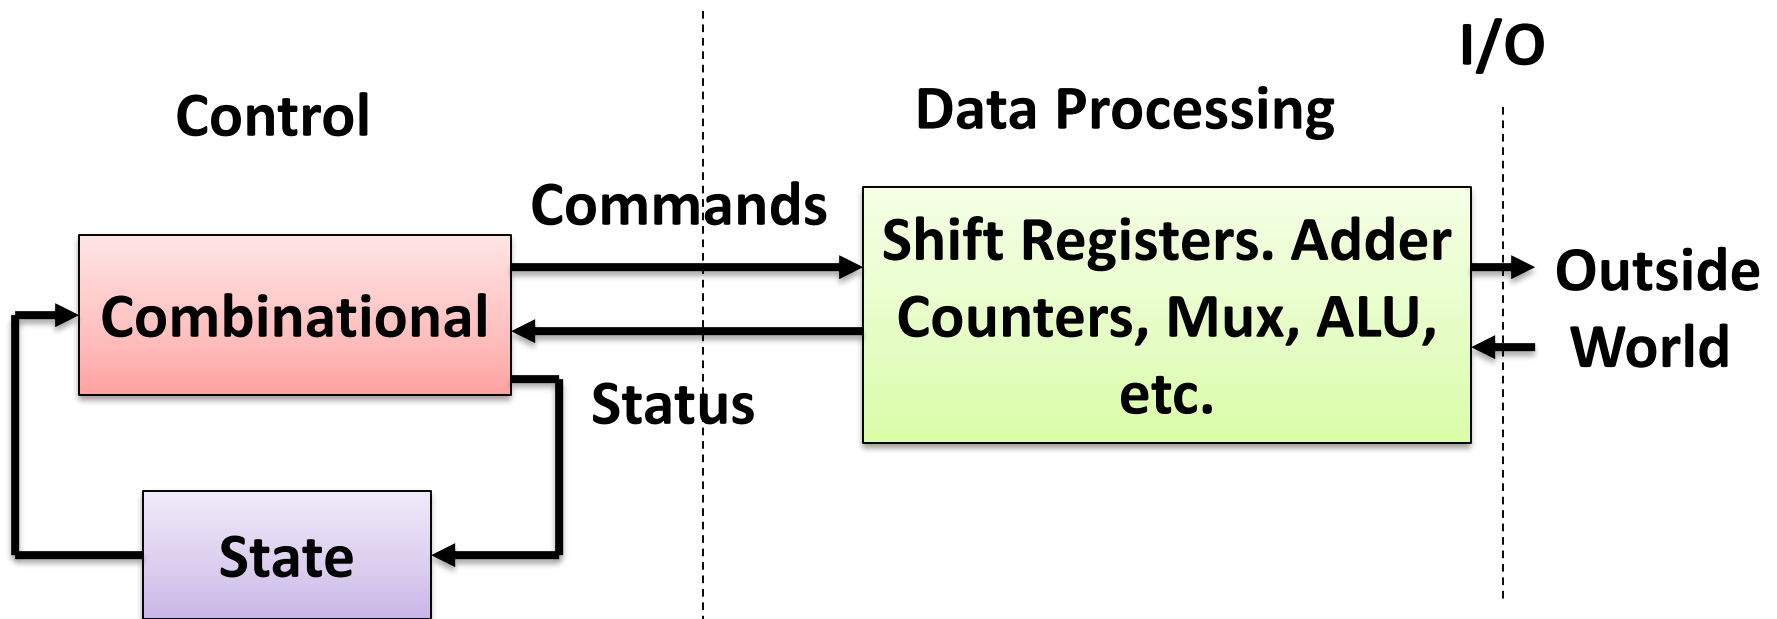 I/O
Control
Data Processing
Commands
Shift Registers. Adder
Counters, Mux, ALU,
etc.
Combinational
Outside
World
Status
State